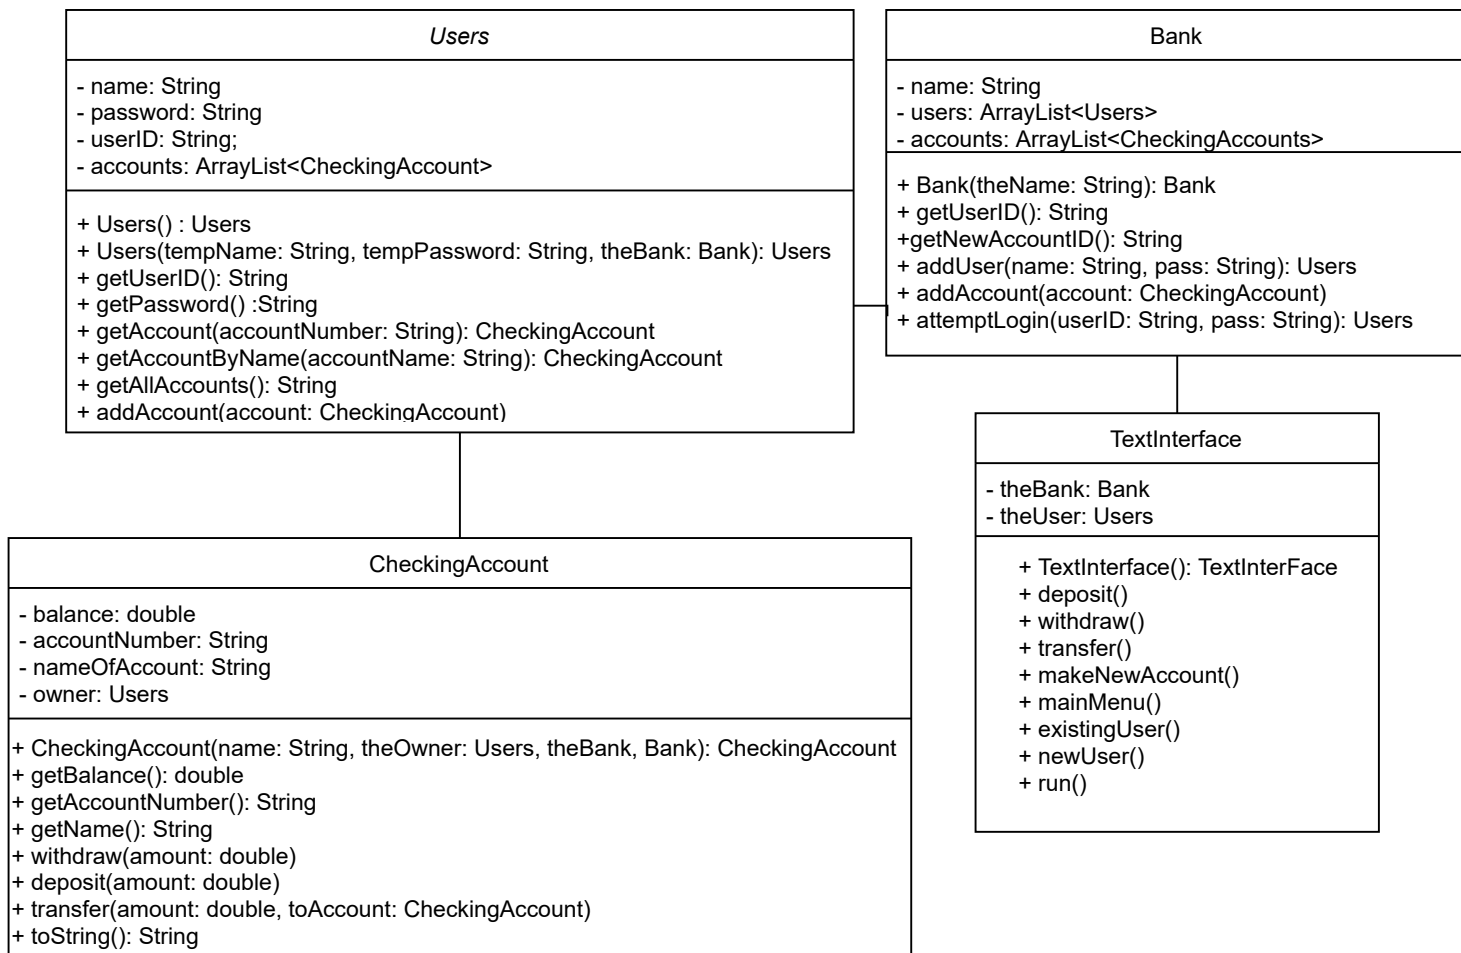 Users
- name: String
- password: String
- userID: String;
- accounts: ArrayList<CheckingAccount>
+ Users() : Users
+ Users(tempName: String, tempPassword: String, theBank: Bank): Users
+ getUserID(): String
+ getPassword() :String
+ getAccount(accountNumber: String): CheckingAccount
+ getAccountByName(accountName: String): CheckingAccount
+ getAllAccounts(): String
+ addAccount(account: CheckingAccount)
Bank
- name: String
- users: ArrayList<Users>
- accounts: ArrayList<CheckingAccounts>
+ Bank(theName: String): Bank
+ getUserID(): String
+getNewAccountID(): String
+ addUser(name: String, pass: String): Users
+ addAccount(account: CheckingAccount)
+ attemptLogin(userID: String, pass: String): Users
TextInterface
- theBank: Bank
- theUser: Users
+ TextInterface(): TextInterFace
+ deposit()
+ withdraw()
+ transfer()
+ makeNewAccount()
+ mainMenu()
+ existingUser()
+ newUser()
+ run()
CheckingAccount
- balance: double
- accountNumber: String
- nameOfAccount: String
- owner: Users
+ CheckingAccount(name: String, theOwner: Users, theBank, Bank): CheckingAccount
+ getBalance(): double
+ getAccountNumber(): String
+ getName(): String
+ withdraw(amount: double)
+ deposit(amount: double)
+ transfer(amount: double, toAccount: CheckingAccount)
+ toString(): String